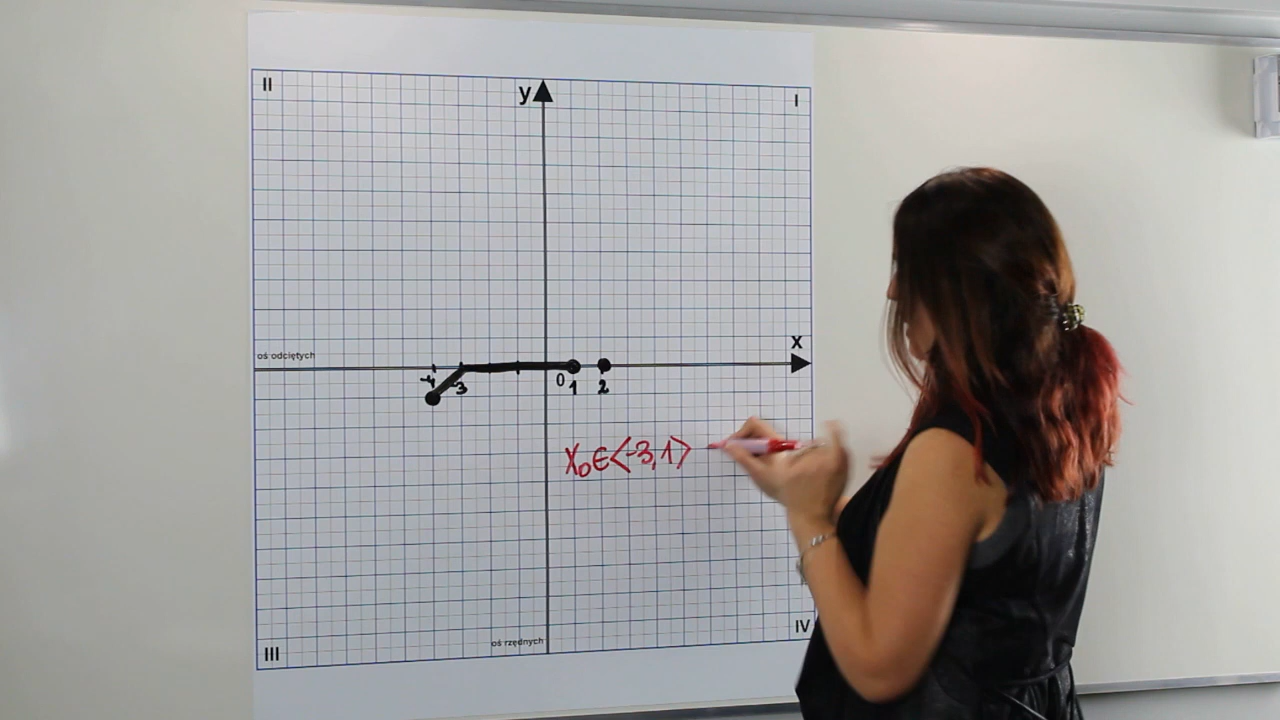 II
y
I
oś odciętych
x
-4
-3
0
1
2
x₀∈<-3,1>
oś rzędnych
III
IV